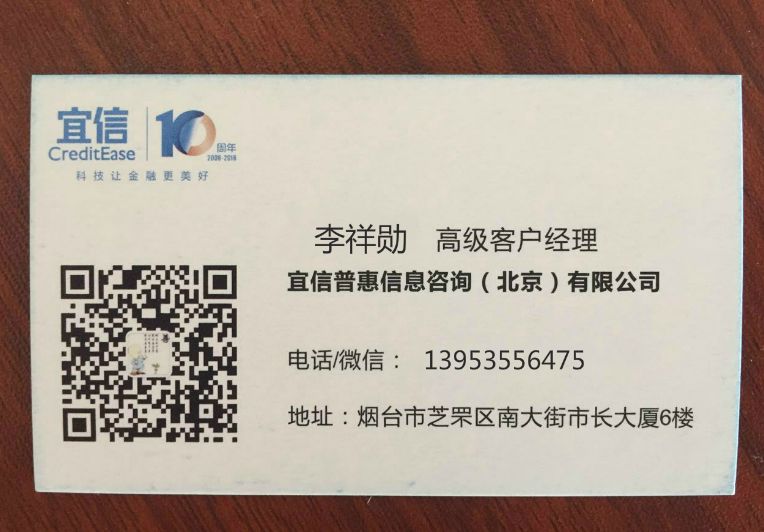 宜信
CreditEase
10周年
2006-2016
科技让金融更美好
李祥勋 高级客户经理
宜信普惠信息咨询（北京）有限公司
电话/微信： 13953556475
地址：烟台市芝罘区南大街市长大厦6楼